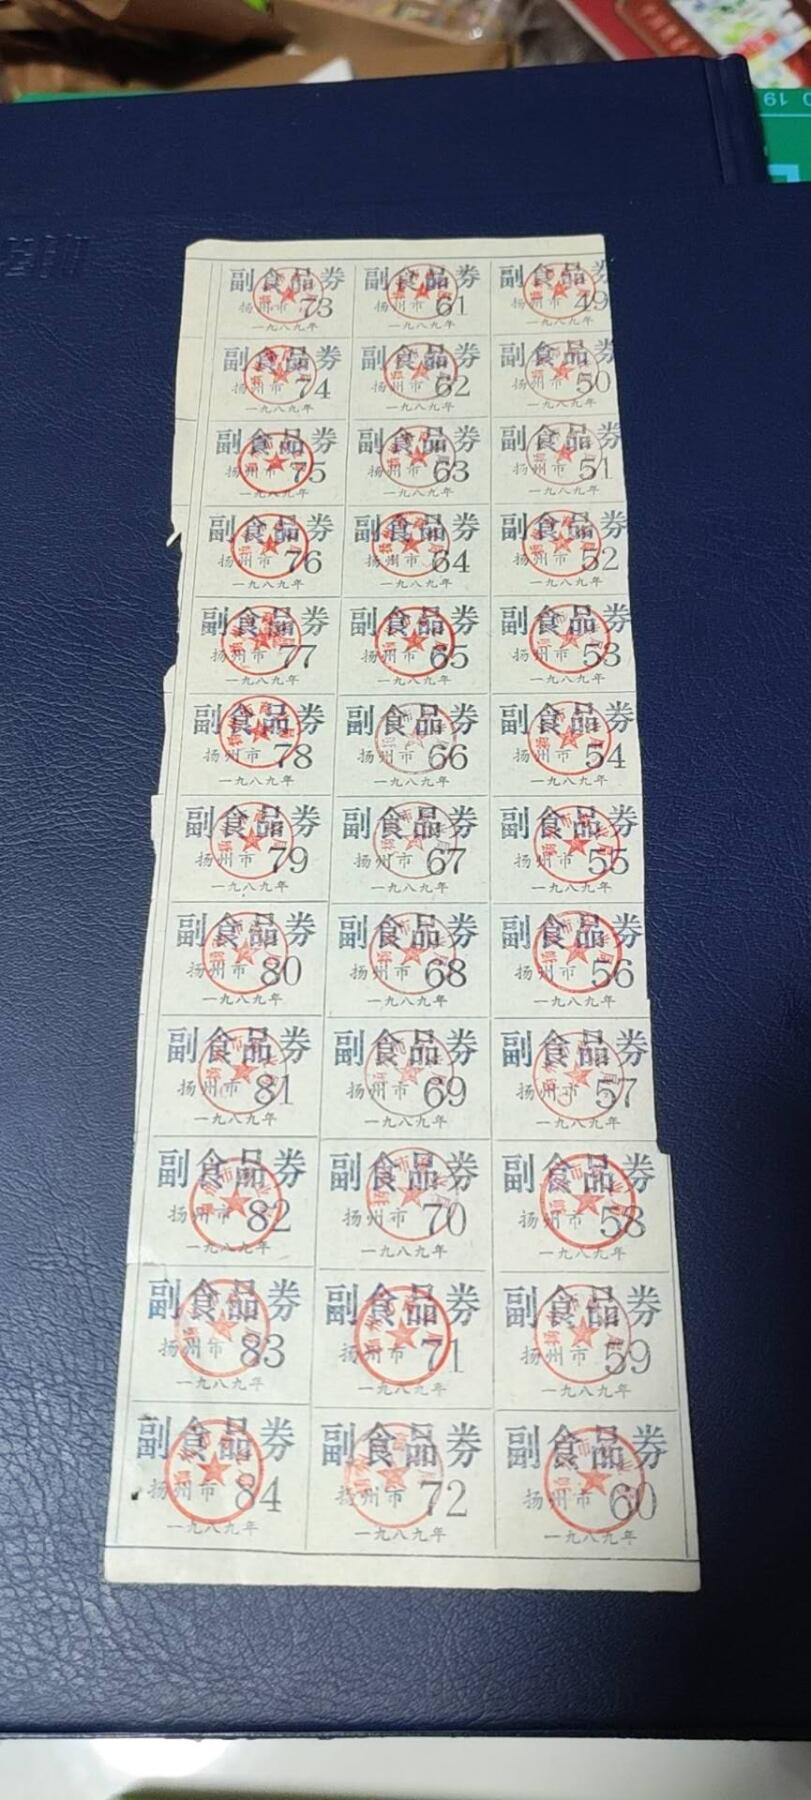 副食品券 副食品券 副食品券
扬州市 73 扬州市 61 扬州市 49
一九八九年 一九八九年 一九八九年
副食品券 副食品券 副食品券
扬州市 74 扬州市 62 扬州市 50
一九八九年 一九八九年 一九八九年
副食品券 副食品券 副食品券
扬州市 75 扬州市 63 扬州市 51
一九八九年 一九八九年 一九八九年
副食品券 副食品券 副食品券
扬州市 76 扬州市 64 扬州市 52
一九八九年 一九八九年 一九八九年
副食品券 副食品券 副食品券
扬州市 77 扬州市 65 扬州市 53
一九八九年 一九八九年 一九八九年
副食品券 副食品券 副食品券
扬州市 78 扬州市 66 扬州市 54
一九八九年 一九八九年 一九八九年
副食品券 副食品券 副食品券
扬州市 79 扬州市 67 扬州市 55
一九八九年 一九八九年 一九八九年
副食品券 副食品券 副食品券
扬州市 80 扬州市 68 扬州市 56
一九八九年 一九八九年 一九八九年
副食品券 副食品券 副食品券
扬州市 81 扬州市 69 扬州市 57
一九八九年 一九八九年 一九八九年
副食品券 副食品券 副食品券
扬州市 82 扬州市 70 扬州市 58
一九八九年 一九八九年 一九八九年
副食品券 副食品券 副食品券
扬州市 83 扬州市 71 扬州市 59
一九八九年 一九八九年 一九八九年
副食品券 副食品券 副食品券
扬州市 84 扬州市 72 扬州市 60
一九八九年 一九八九年 一九八九年